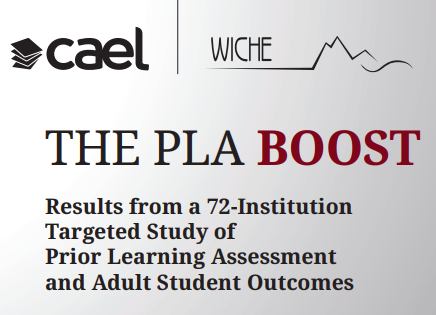 cael
WICHE
THE PLA BOOST
Results from a 72-Institution
Targeted Study of
Prior Learning Assessment
and Adult Student Outcomes